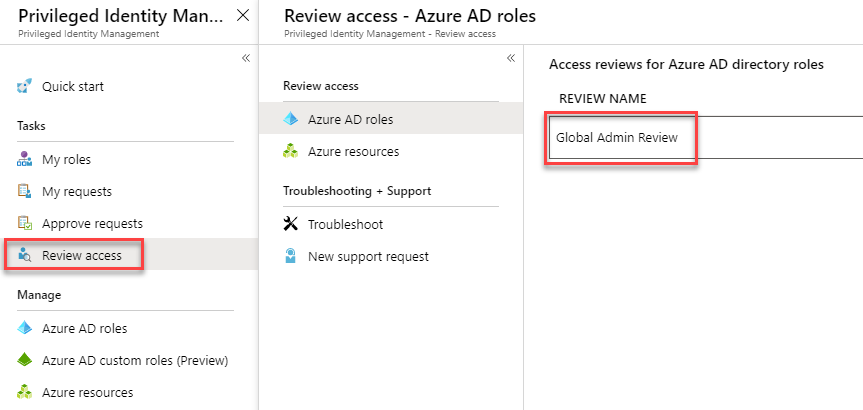 Privileged Identity Man...
Privileged Identity Management
Quick start
Tasks
My roles
My requests
Approve requests
Review access
Manage
Azure AD roles
Azure AD custom roles (Preview)
Azure resources
Review access - Azure AD roles
Privileged Identity Management - Review access
Review access
Azure AD roles
Azure resources
Troubleshooting + Support
Troubleshoot
New support request
Access reviews for Azure AD directory roles
REVIEW NAME
Global Admin Review